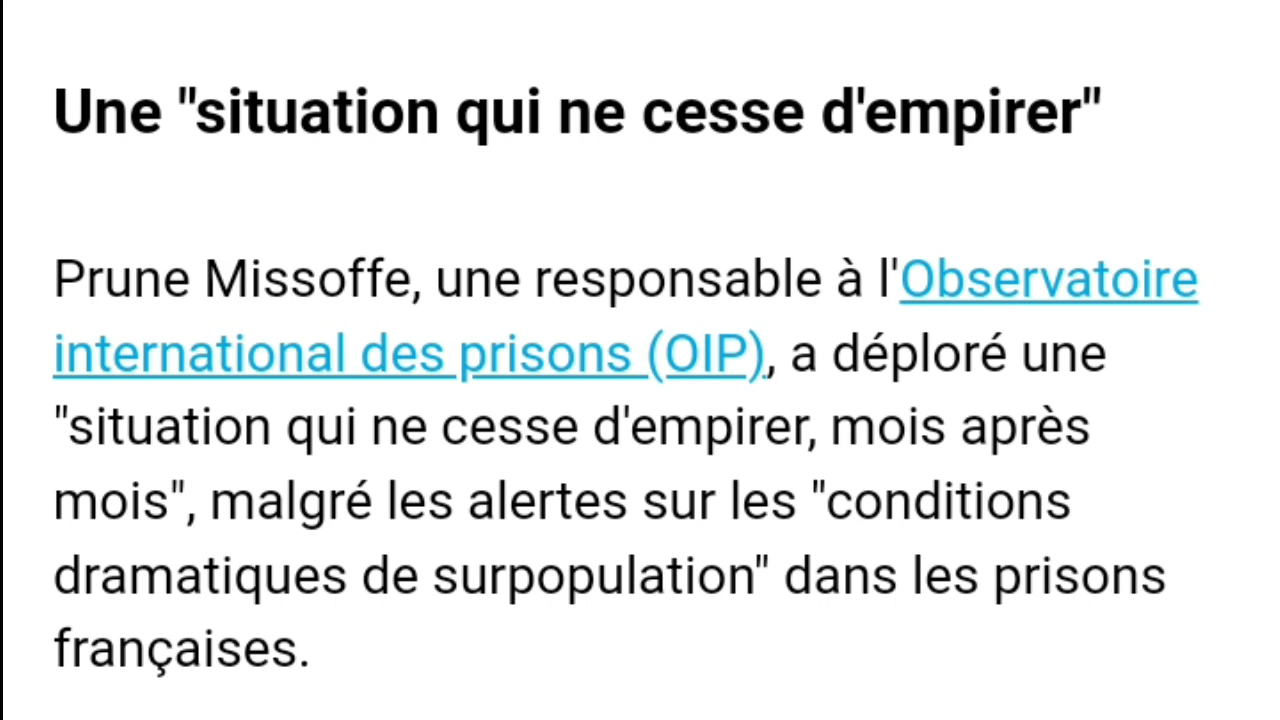 Une "situation qui ne cesse d'empirer"
Prune Missoffe, une responsable à l'Observatoire
international des prisons (OIP), a déploré une
"situation qui ne cesse d'empirer, mois après
mois", malgré les alertes sur les "conditions
dramatiques de surpopulation" dans les prisons
françaises.